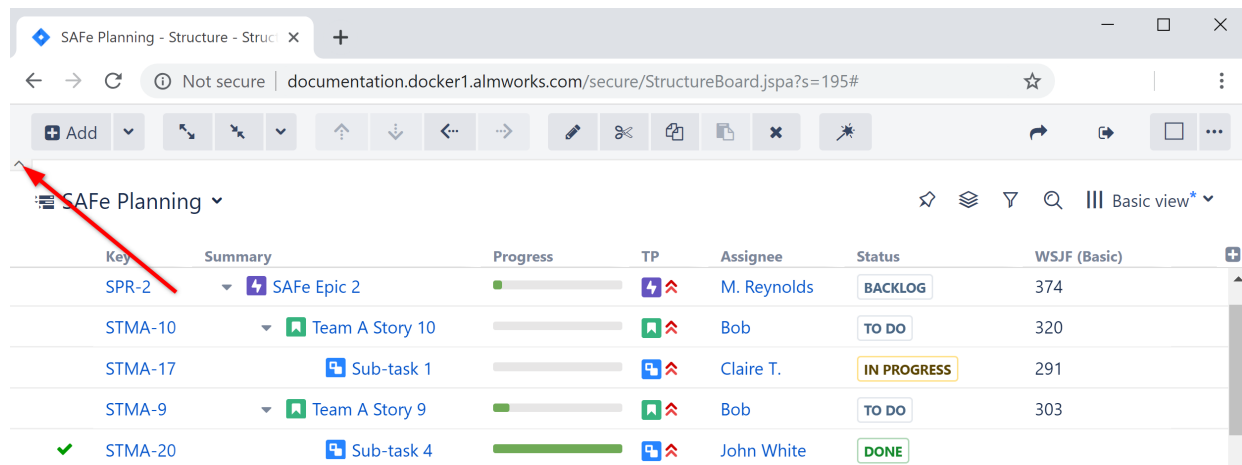 SAFe Planning - Structure - Struct
Not secure | documentation.docker1.almworks.com/secure/StructureBoard.jspa?s=195#
Add
SAFe Planning
Basic view*
Key Summary Progress TP Assignee Status WSJF (Basic)
SPR-2 SAFe Epic 2 M. Reynolds BACKLOG 374
STMA-10 Team A Story 10 Bob TO DO 320
STMA-17 Sub-task 1 Claire T. IN PROGRESS 291
STMA-9 Team A Story 9 Bob TO DO 303
STMA-20 Sub-task 4 John White DONE